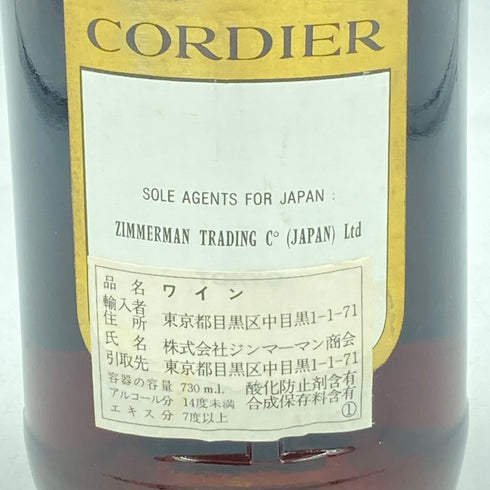 CORDIER
SOLE AGENTS FOR JAPAN :
ZIMMERMAN TRADING C° (JAPAN) Ltd
品名 ワイン
輸入者
住所 東京都目黒区中目黒1-1-71
氏名 株式会社ジンマーマン商会
引取先 東京都目黒区中目黒1-1-71
容器の容量 730 m.l. 酸化防止剤含有
アルコール分 14度未満 合成保存料含有
エキス分 7度以上 ①